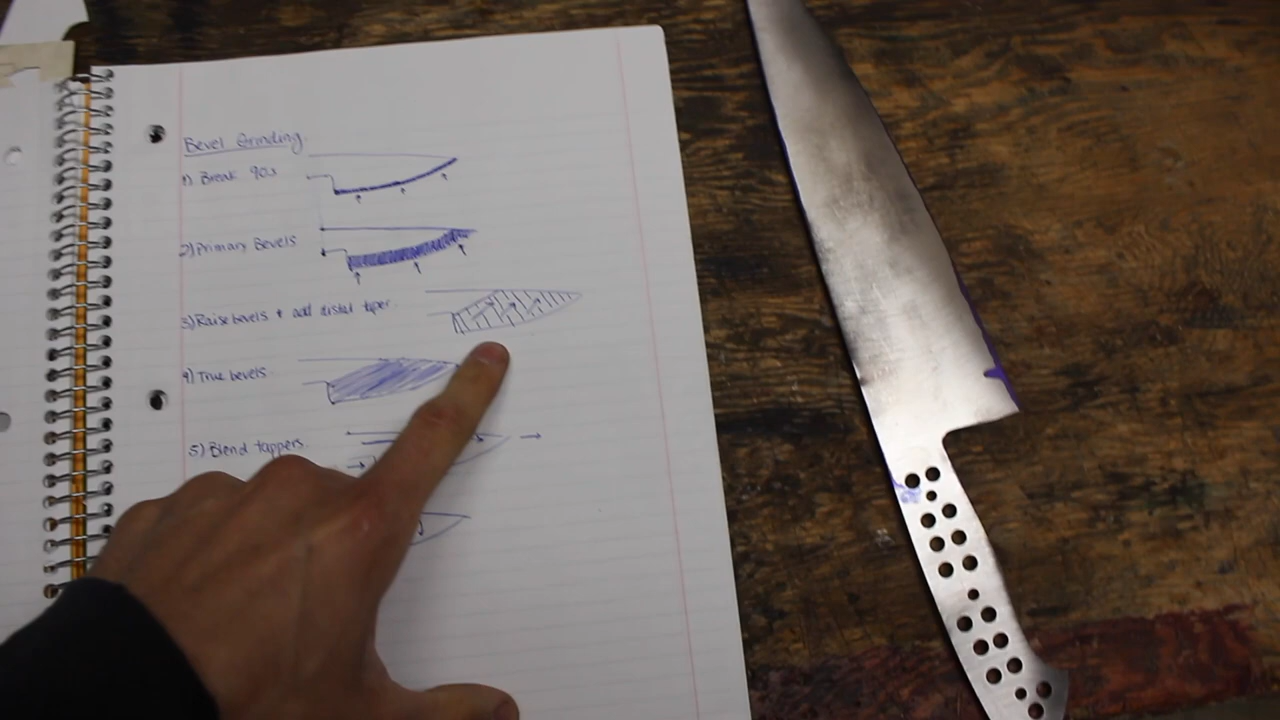 Bevel Grinding
1) Break 90s
2) Primary Bevels
3) Raise bevels + add distal taper.
4) True bevels
5) Blend tappers.